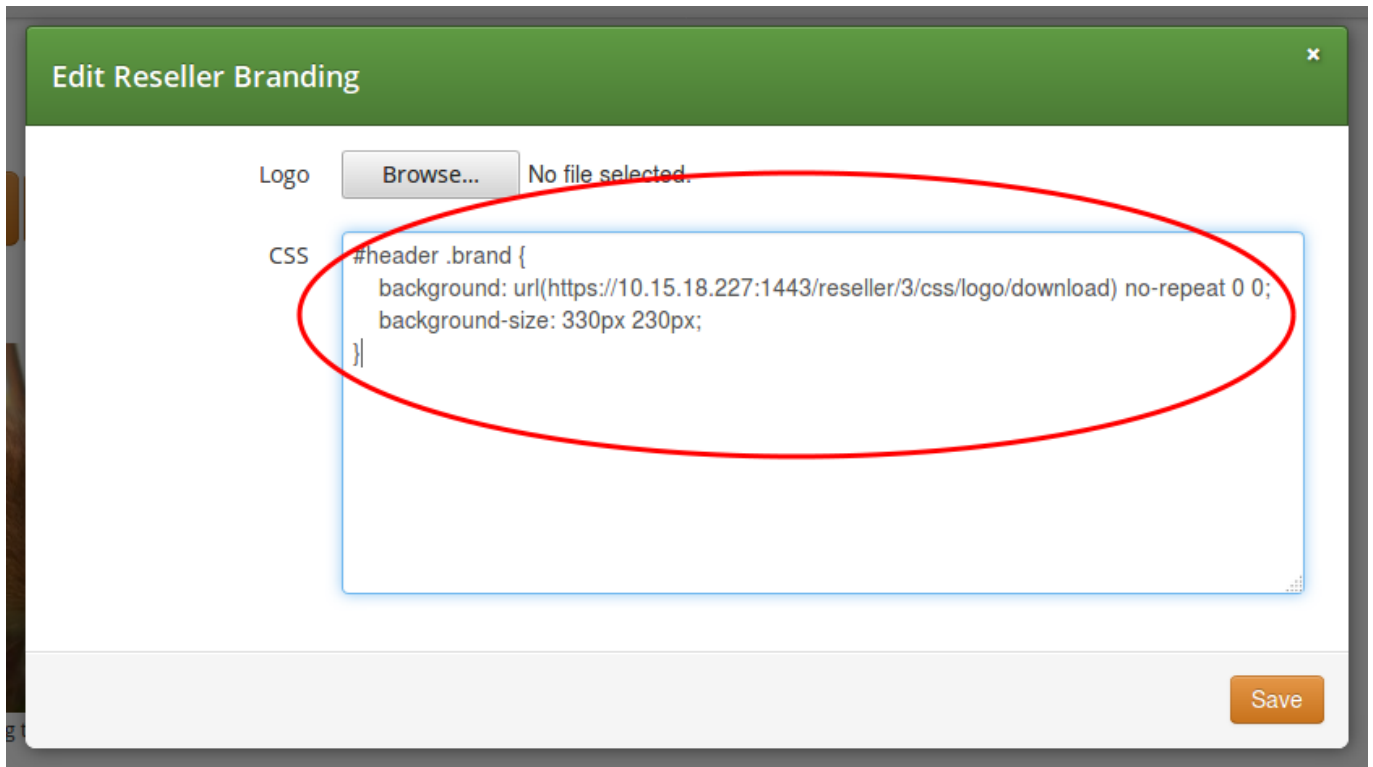 Edit Reseller Branding
×
Logo Browse... No file selected.
CSS #header .brand {
background: url(https://10.15.18.227:1443/reseller/3/css/logo/download) no-repeat 0 0;
background-size: 330px 230px;
}
Save